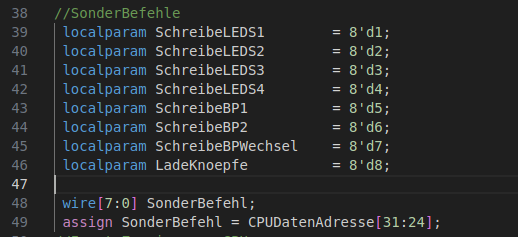 38 //SonderBefehle
39 localparam SchreibeLEDS1 = 8'd1;
40 localparam SchreibeLEDS2 = 8'd2;
41 localparam SchreibeLEDS3 = 8'd3;
42 localparam SchreibeLEDS4 = 8'd4;
43 localparam SchreibeBP1 = 8'd5;
44 localparam SchreibeBP2 = 8'd6;
45 localparam SchreibeBPWechsel = 8'd7;
46 localparam LadeKnoepfe = 8'd8;
47
48 wire[7:0] SonderBefehl;
49 assign SonderBefehl = CPUDatenAdresse[31:24];